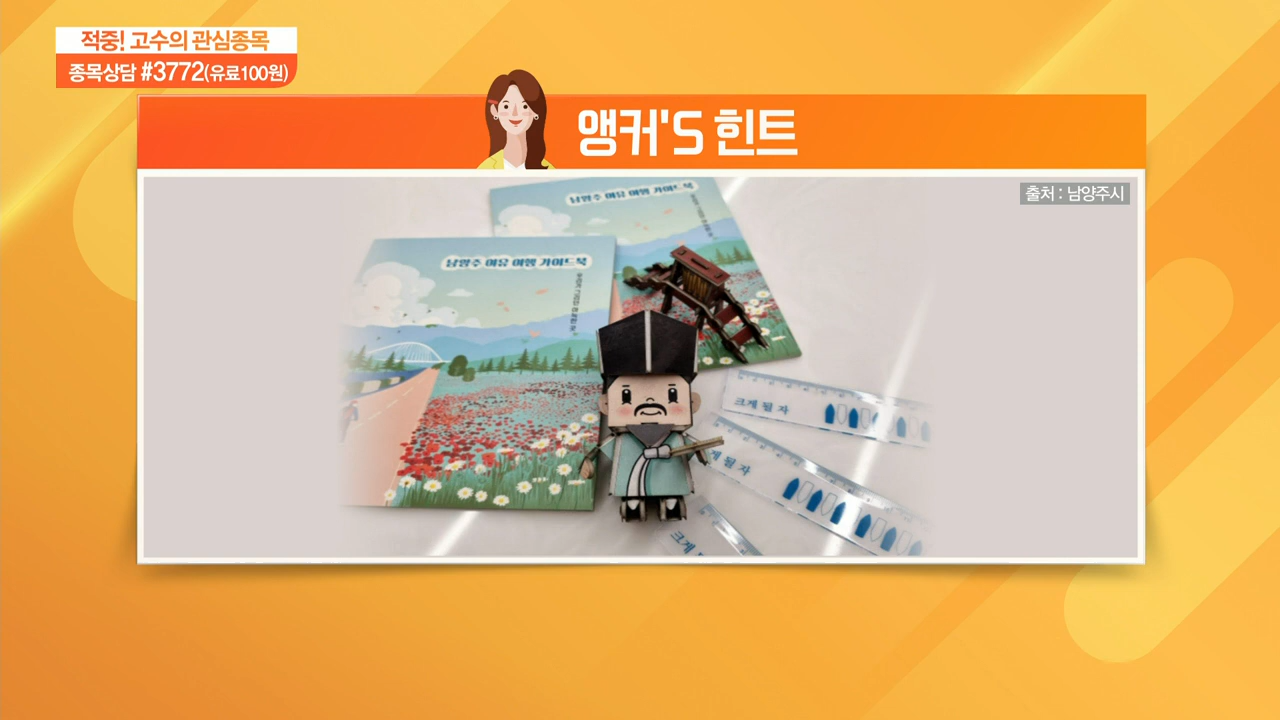 적중! 고수의 관심종목
종목상담 #3772(유료100원)
앵커'S 힌트
출처 : 남양주시
남양주 여유 여행 가이드북
남양주 여유 여행 가이드북
크게 될 자
크게 될 자
크게